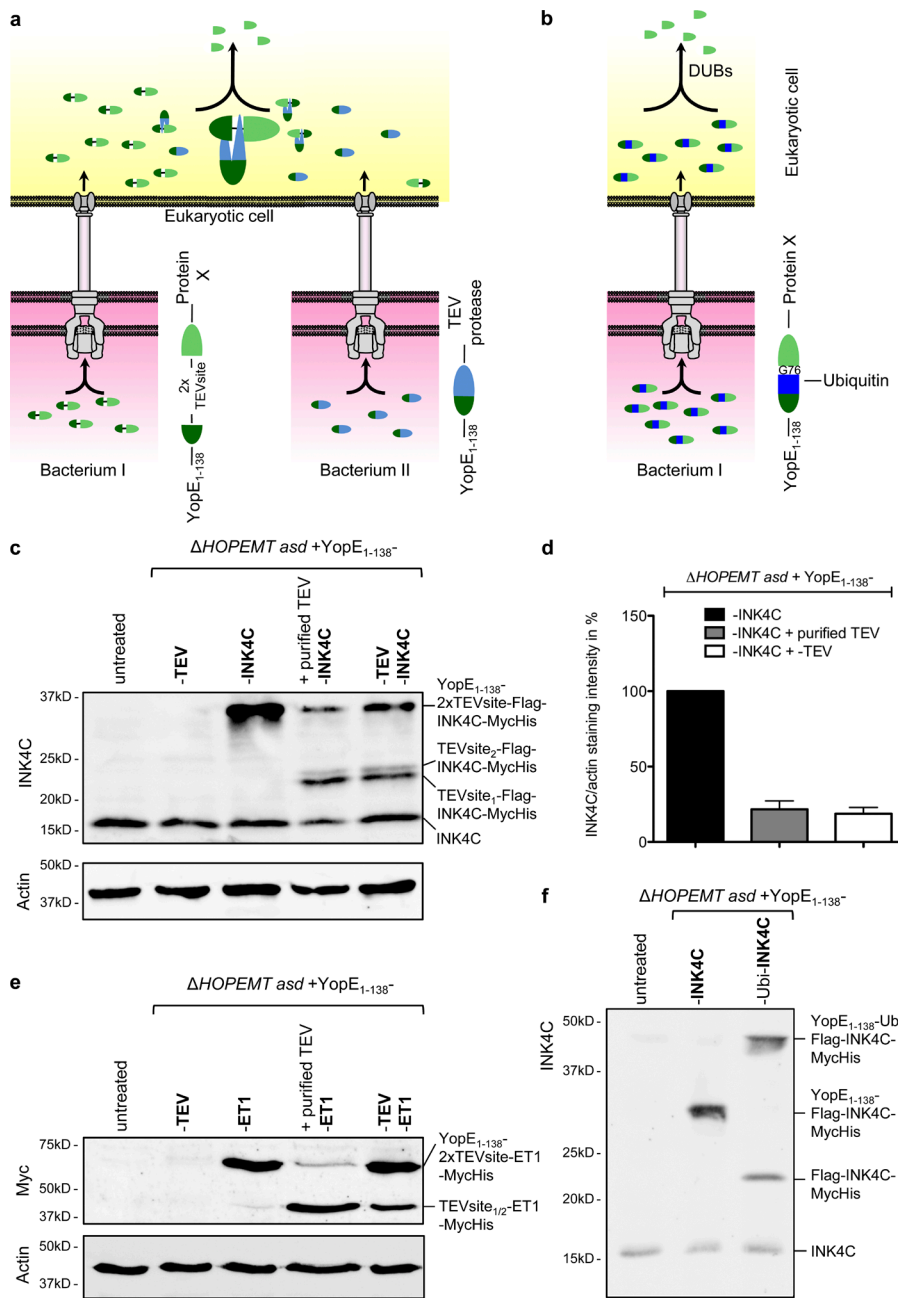 a
Eukaryotic cell
Bacterium I
YopE1-138
2x
TEVsite
Protein
X
Bacterium II
YopE1-138
TEV
protease
b
DUBs
Eukaryotic cell
Bacterium I
G76
Ubiquitin
YopE1-138
Protein X
c
ΔHOPEMT asd +YopE1-138-
untreated
-TEV
-INK4C
+ purified TEV
-INK4C
-TEV
-INK4C
INK4C
37kD -
25kD -
20kD -
15kD -
YopE1-138-
2xTEVsite-Flag-
INK4C-MycHis
TEVsite2-Flag-
INK4C-MycHis
TEVsite1-Flag-
INK4C-MycHis
INK4C
Actin
50kD -
37kD -
d
ΔHOPEMT asd + YopE1-138-
-INK4C
-INK4C + purified TEV
-INK4C + -TEV
INK4C/actin staining intensity in %
150
100
50
0
e
ΔHOPEMT asd +YopE1-138-
untreated
-TEV
-ET1
+ purified TEV
-ET1
-TEV
-ET1
Myc
75kD -
50kD -
37kD -
YopE1-138-
2xTEVsite-ET1
-MycHis
TEVsite1/2-ET1
-MycHis
Actin
50kD -
37kD -
f
ΔHOPEMT asd +YopE1-138-
untreated
-INK4C
-Ubi-INK4C
INK4C
50kD -
37kD -
25kD -
20kD -
15kD -
YopE1-138-Ubi
Flag-INK4C-
MycHis
YopE1-138-
Flag-INK4C-
MycHis
Flag-INK4C-
MycHis
INK4C